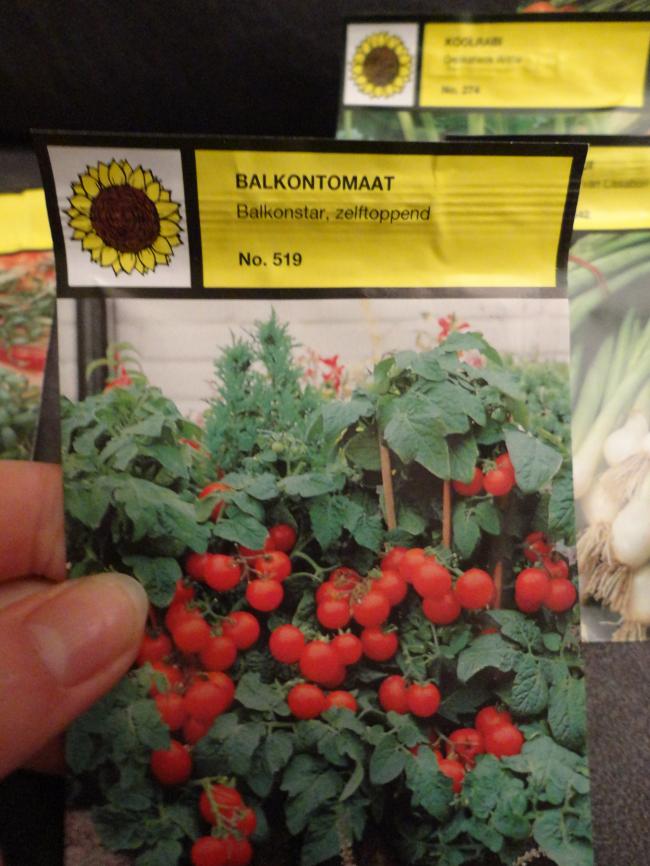 KOOLRABI
No. 274
BALKONTOMAAT
Balkonstar, zelftoppend
No. 519